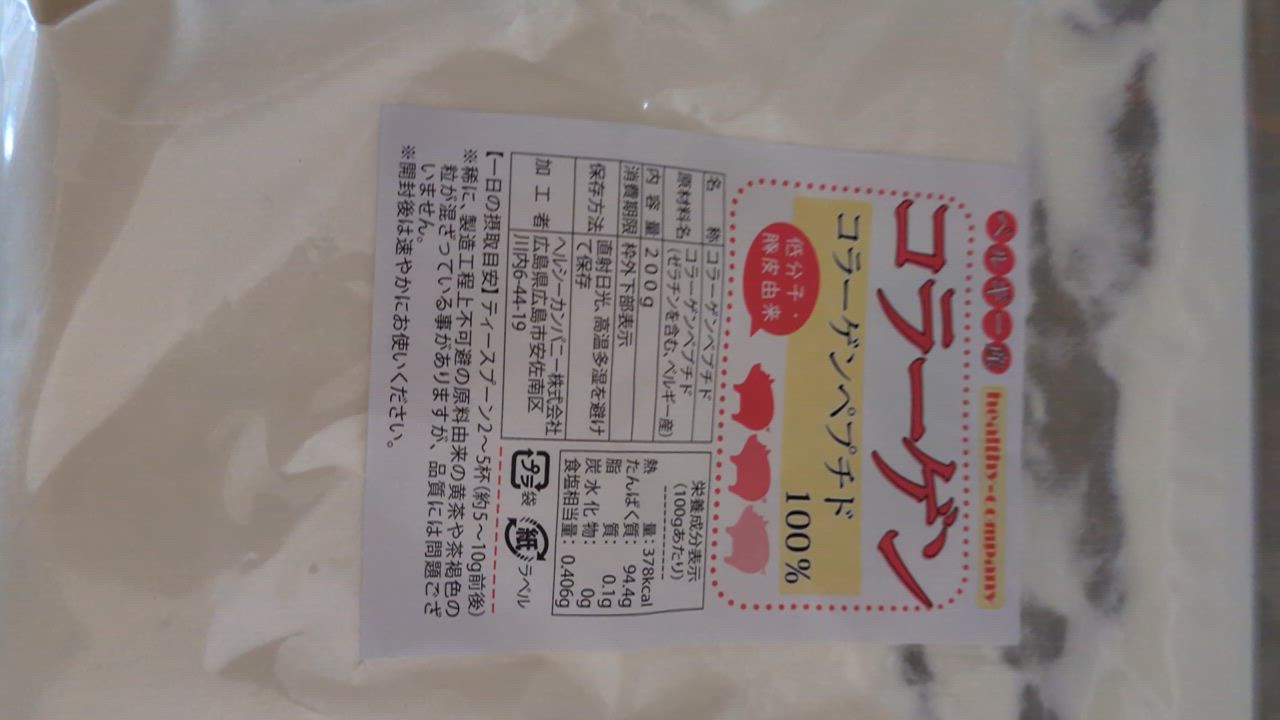 ベルギー産
healthy-company
コラーゲン
コラーゲンペプチド 100%
低分子・
豚皮由来
名称 コラーゲンペプチド
原材料名 コラーゲンペプチド
(ゼラチンを含む、ベルギー産)
内容量 200g
消費期限 枠外下部表示
保存方法 直射日光、高温多湿を避け
て保存
加工者 ヘルシーカンパニー株式会社
広島県広島市安佐南区
川内6-44-19
栄養成分表示
(100gあたり)
熱量:378kcal
たんぱく質: 94.4g
脂質: 0.1g
炭水化物: 0g
食塩相当量: 0.406g
プラ 袋 紙 ラベル
【一日の摂取目安】ティースプーン2～5杯(約5～10g前後)
※稀に、製造工程上不可避の原料由来の黄茶や茶褐色の
粒が混ざっている事がありますが、品質には問題ござ
いません。
※開封後は速やかにお使いください。